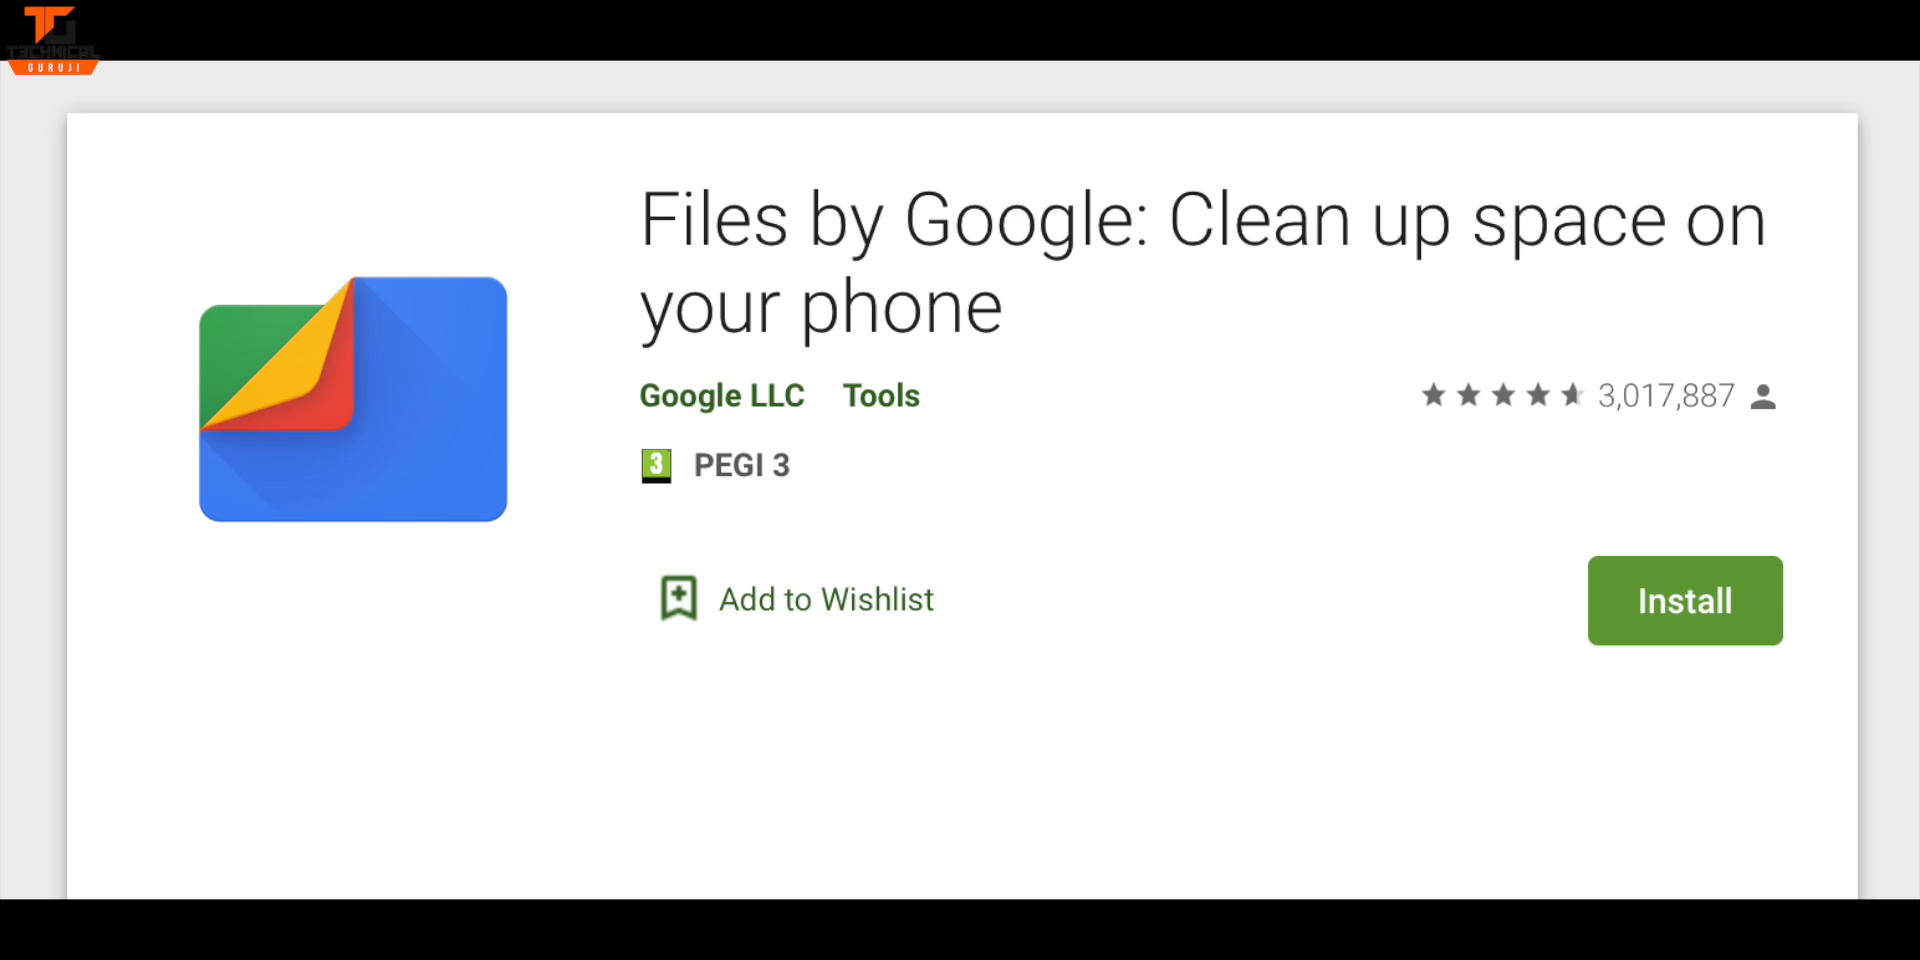 TG
TECHNICAL
GURUJI
Files by Google: Clean up space on
your phone
Google LLC Tools 3,017,887
3 PEGI 3
Add to Wishlist Install